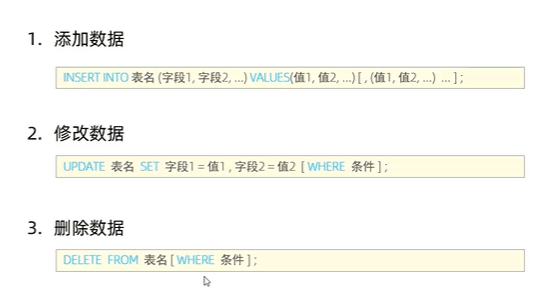 1. 添加数据
INSERT INTO 表名 (字段1, 字段2, ...) VALUES(值1, 值2, ...) [ , (值1, 值2, ...) ... ] ;
2. 修改数据
UPDATE 表名 SET 字段1 = 值1 , 字段2 = 值2 [ WHERE 条件 ] ;
3. 删除数据
DELETE FROM 表名 [ WHERE 条件 ] ;